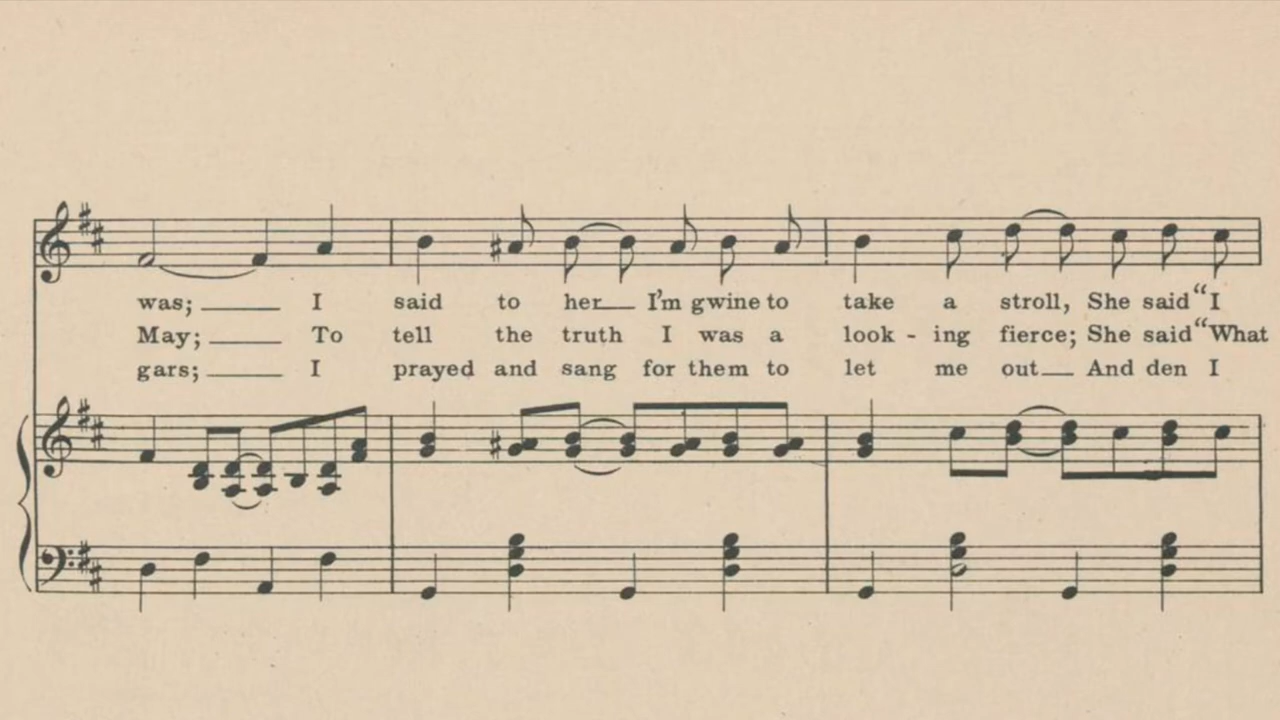 was; I said to her I'm gwine to take a stroll, She said “I
May; To tell the truth I was a look - ing fierce; She said “What
gars; I prayed and sang for them to let me out And den I